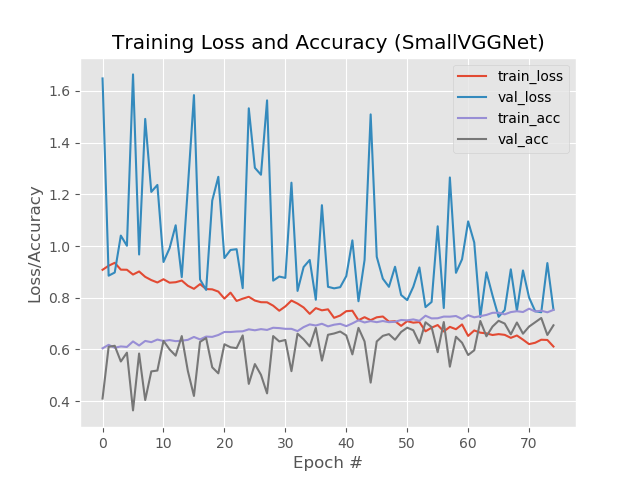 Training Loss and Accuracy (SmallVGGNet)
train_loss
val_loss
train_acc
val_acc
1.6
1.4
1.2
1.0
0.8
0.6
0.4
Loss/Accuracy
0 10 20 30 40 50 60 70
Epoch #